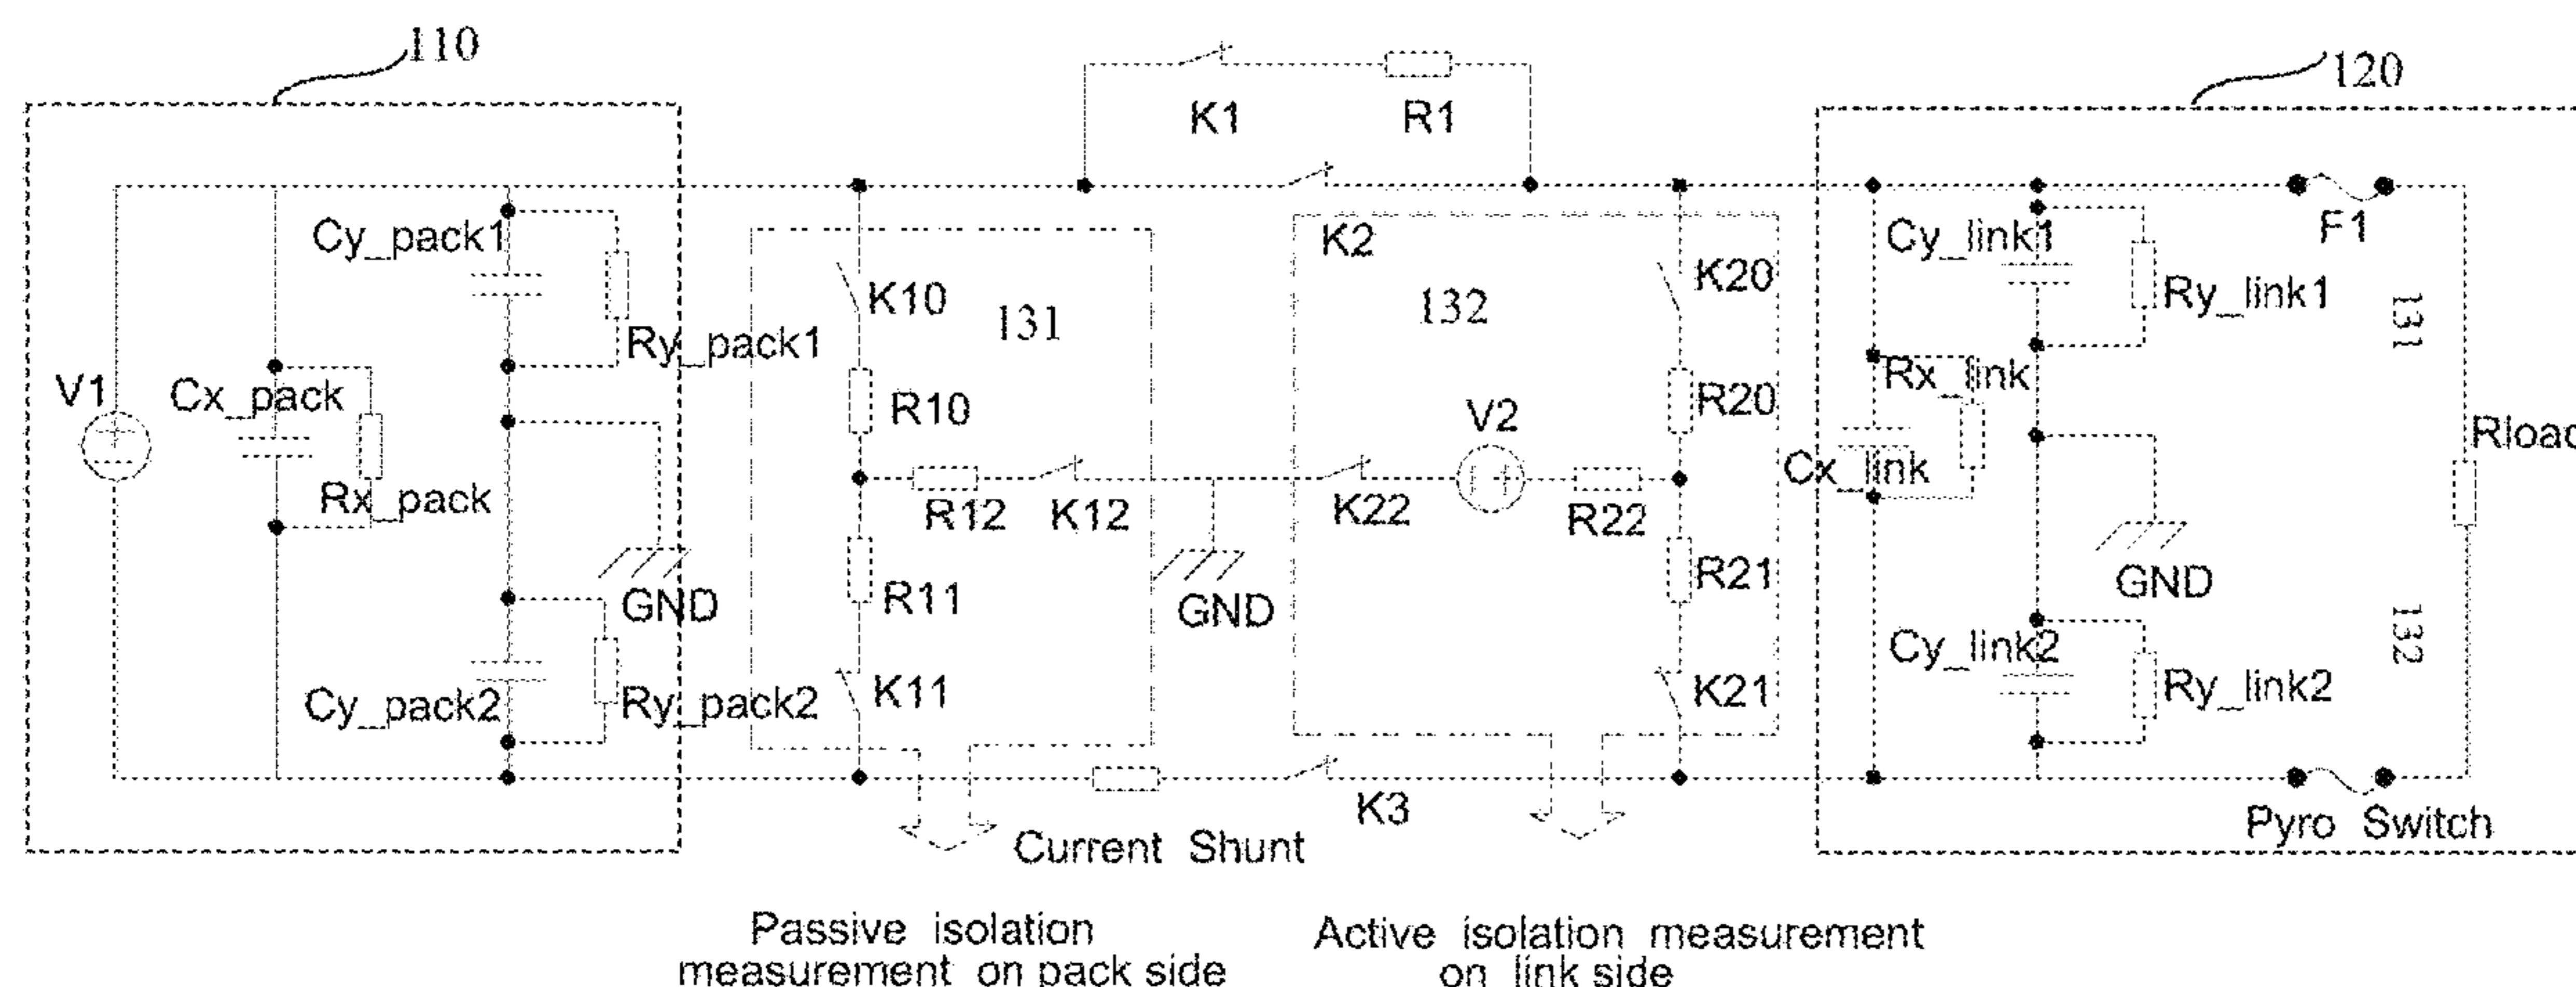 110
120
K1
R1
Cy_pack1
K2
Cy_link1
F1
K10
131
132
K20
Ry_link1
131
Ry_pack1
V1
Cx_pack
R10
V2
R20
Rx_link
Rx_pack
R12
K12
K22
R22
Cx_link
GND
R11
GND
R21
GND
132
Cy_pack2
Ry_pack2
K11
K21
Cy_link2
Ry_link2
K3
Current Shunt
Pyro Switch
Passive isolation
measurement on pack side
Active isolation measurement
on link side